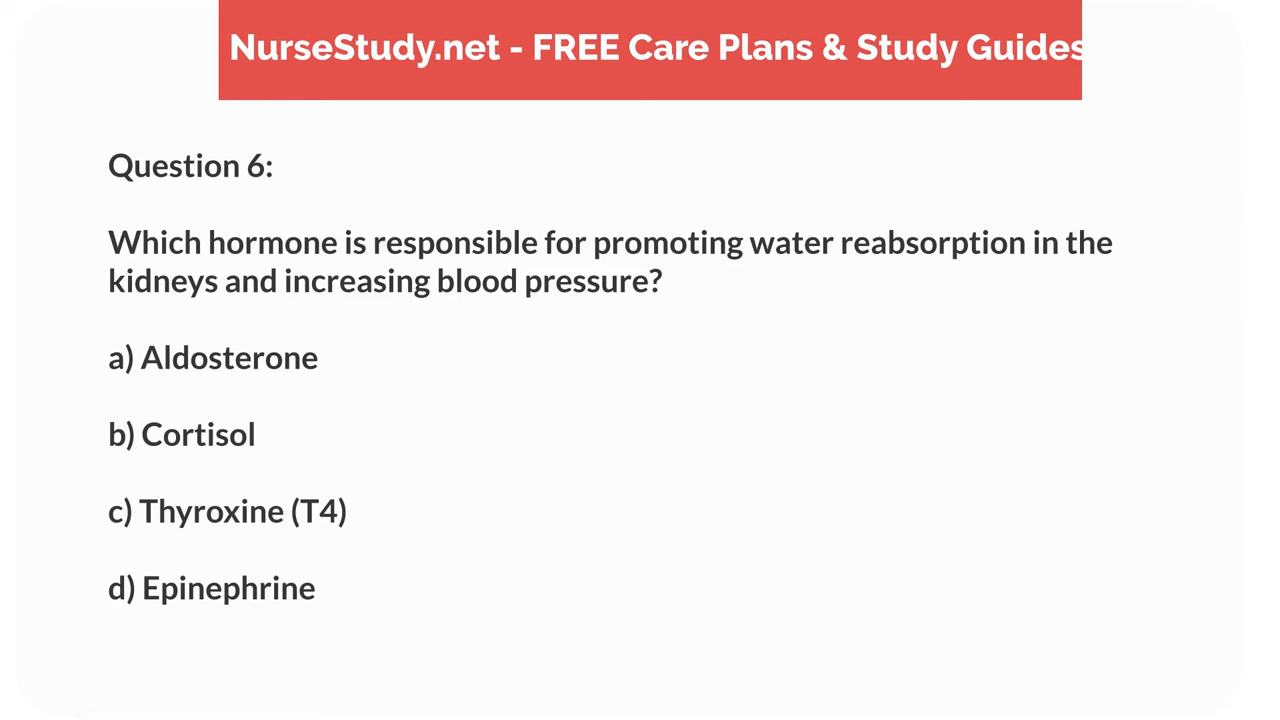 NurseStudy.net - FREE Care Plans & Study Guides
Question 6:
Which hormone is responsible for promoting water reabsorption in the
kidneys and increasing blood pressure?
a) Aldosterone
b) Cortisol
c) Thyroxine (T4)
d) Epinephrine